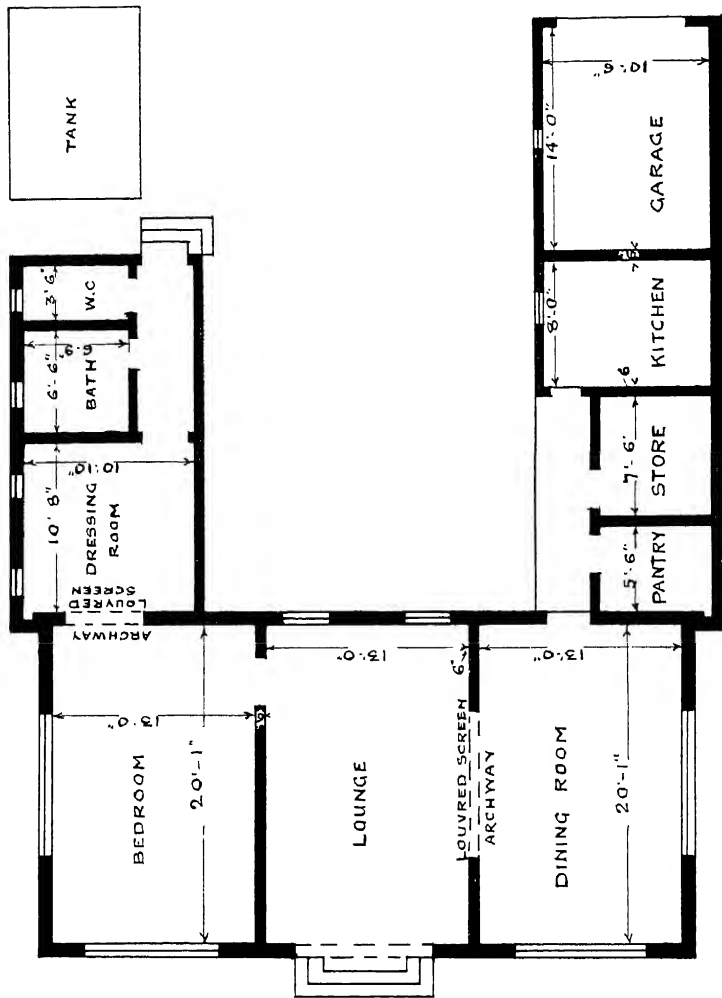 TANK
W.C
3'6"
BATH
6'-6"
6'-9"
DRESSING
ROOM
10' 8"
10'-10"
LOUVRED
SCREEN
ARCHWAY
BEDROOM
13'-0"
20'-1"
LOUNGE
13'-0"
6"
LOUVRED SCREEN
ARCHWAY
DINING ROOM
13'-0"
20'-1"
PANTRY
5'-6"
STORE
7'-6'
KITCHEN
8'-0"
6
GARAGE
14'-0"
10'-6"